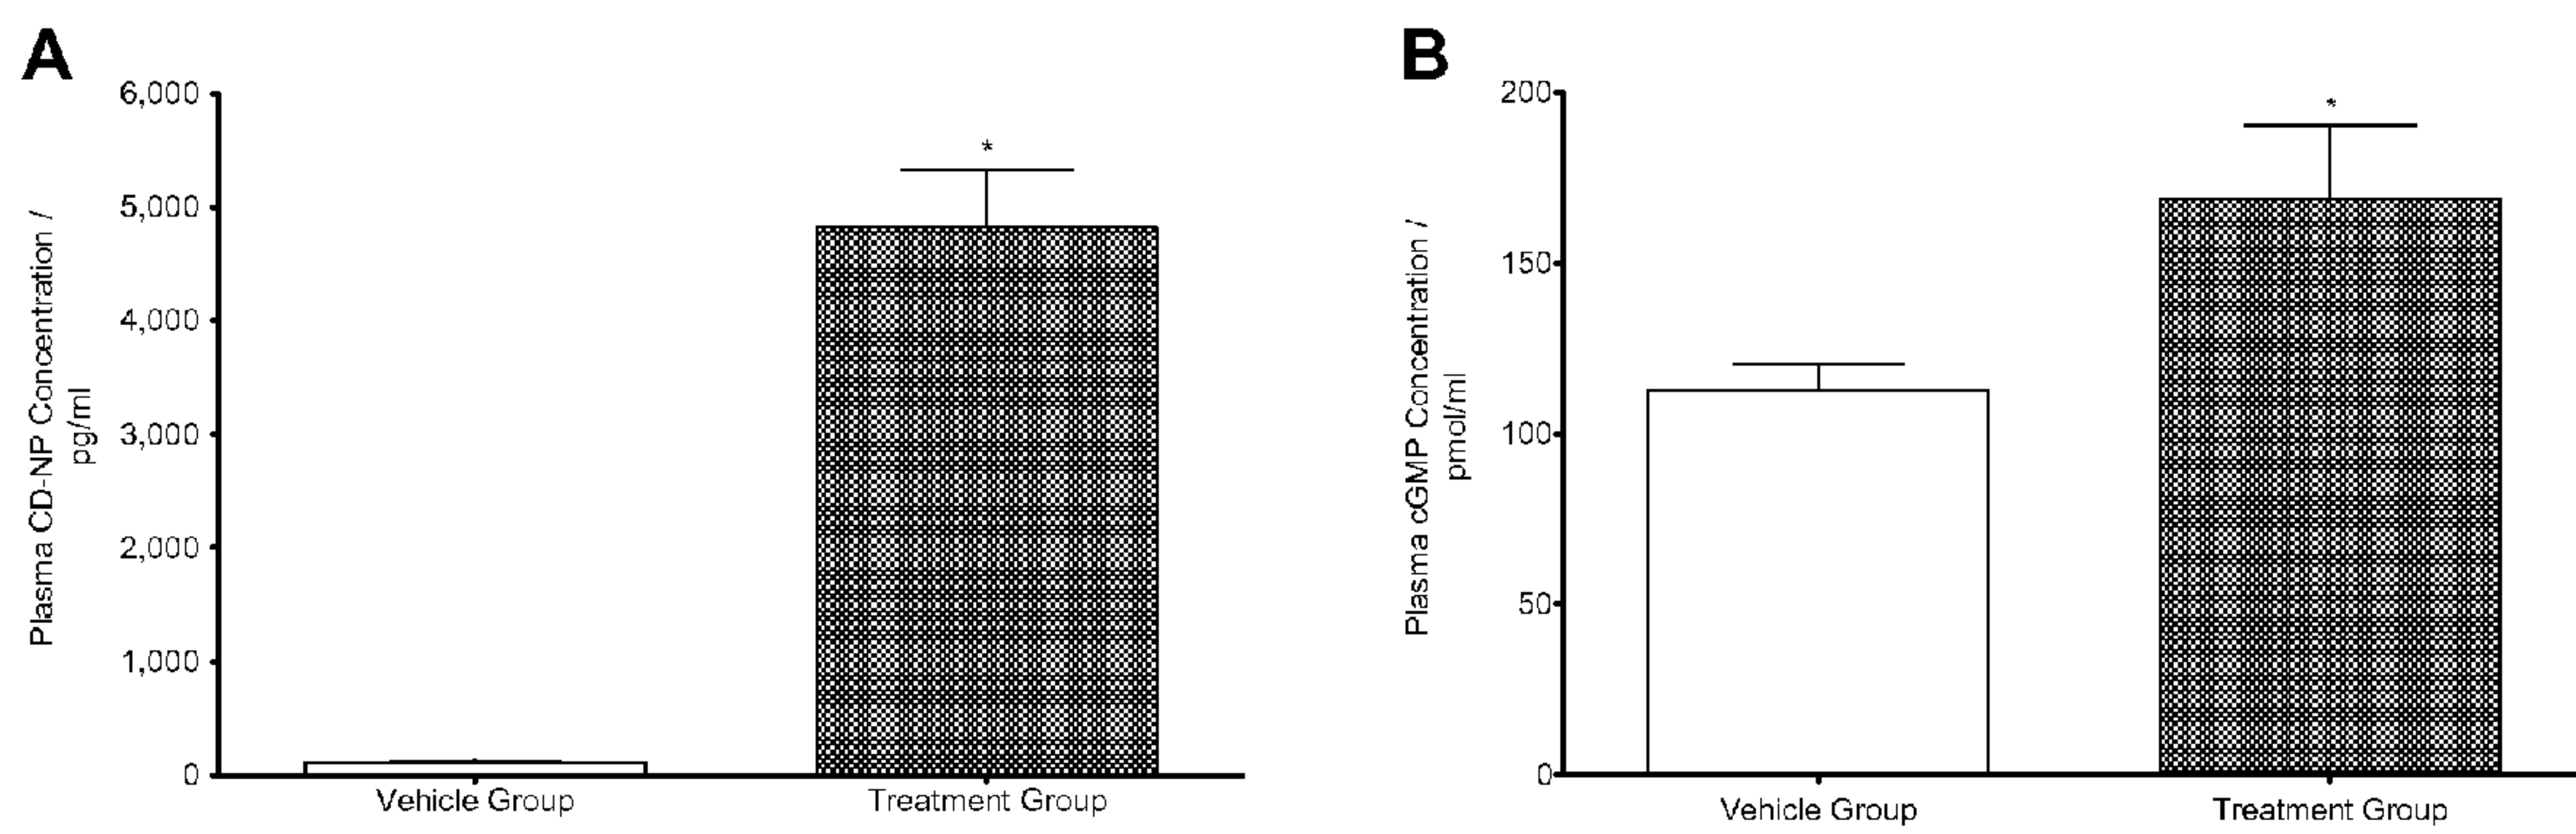 A
6,000
5,000
4,000
3,000
2,000
1,000
0
Plasma CD-NP Concentration /
pg/ml
*
Vehicle Group
Treatment Group
B
200
150
100
50
0
Plasma cGMP Concentration /
pmol/ml
*
Vehicle Group
Treatment Group